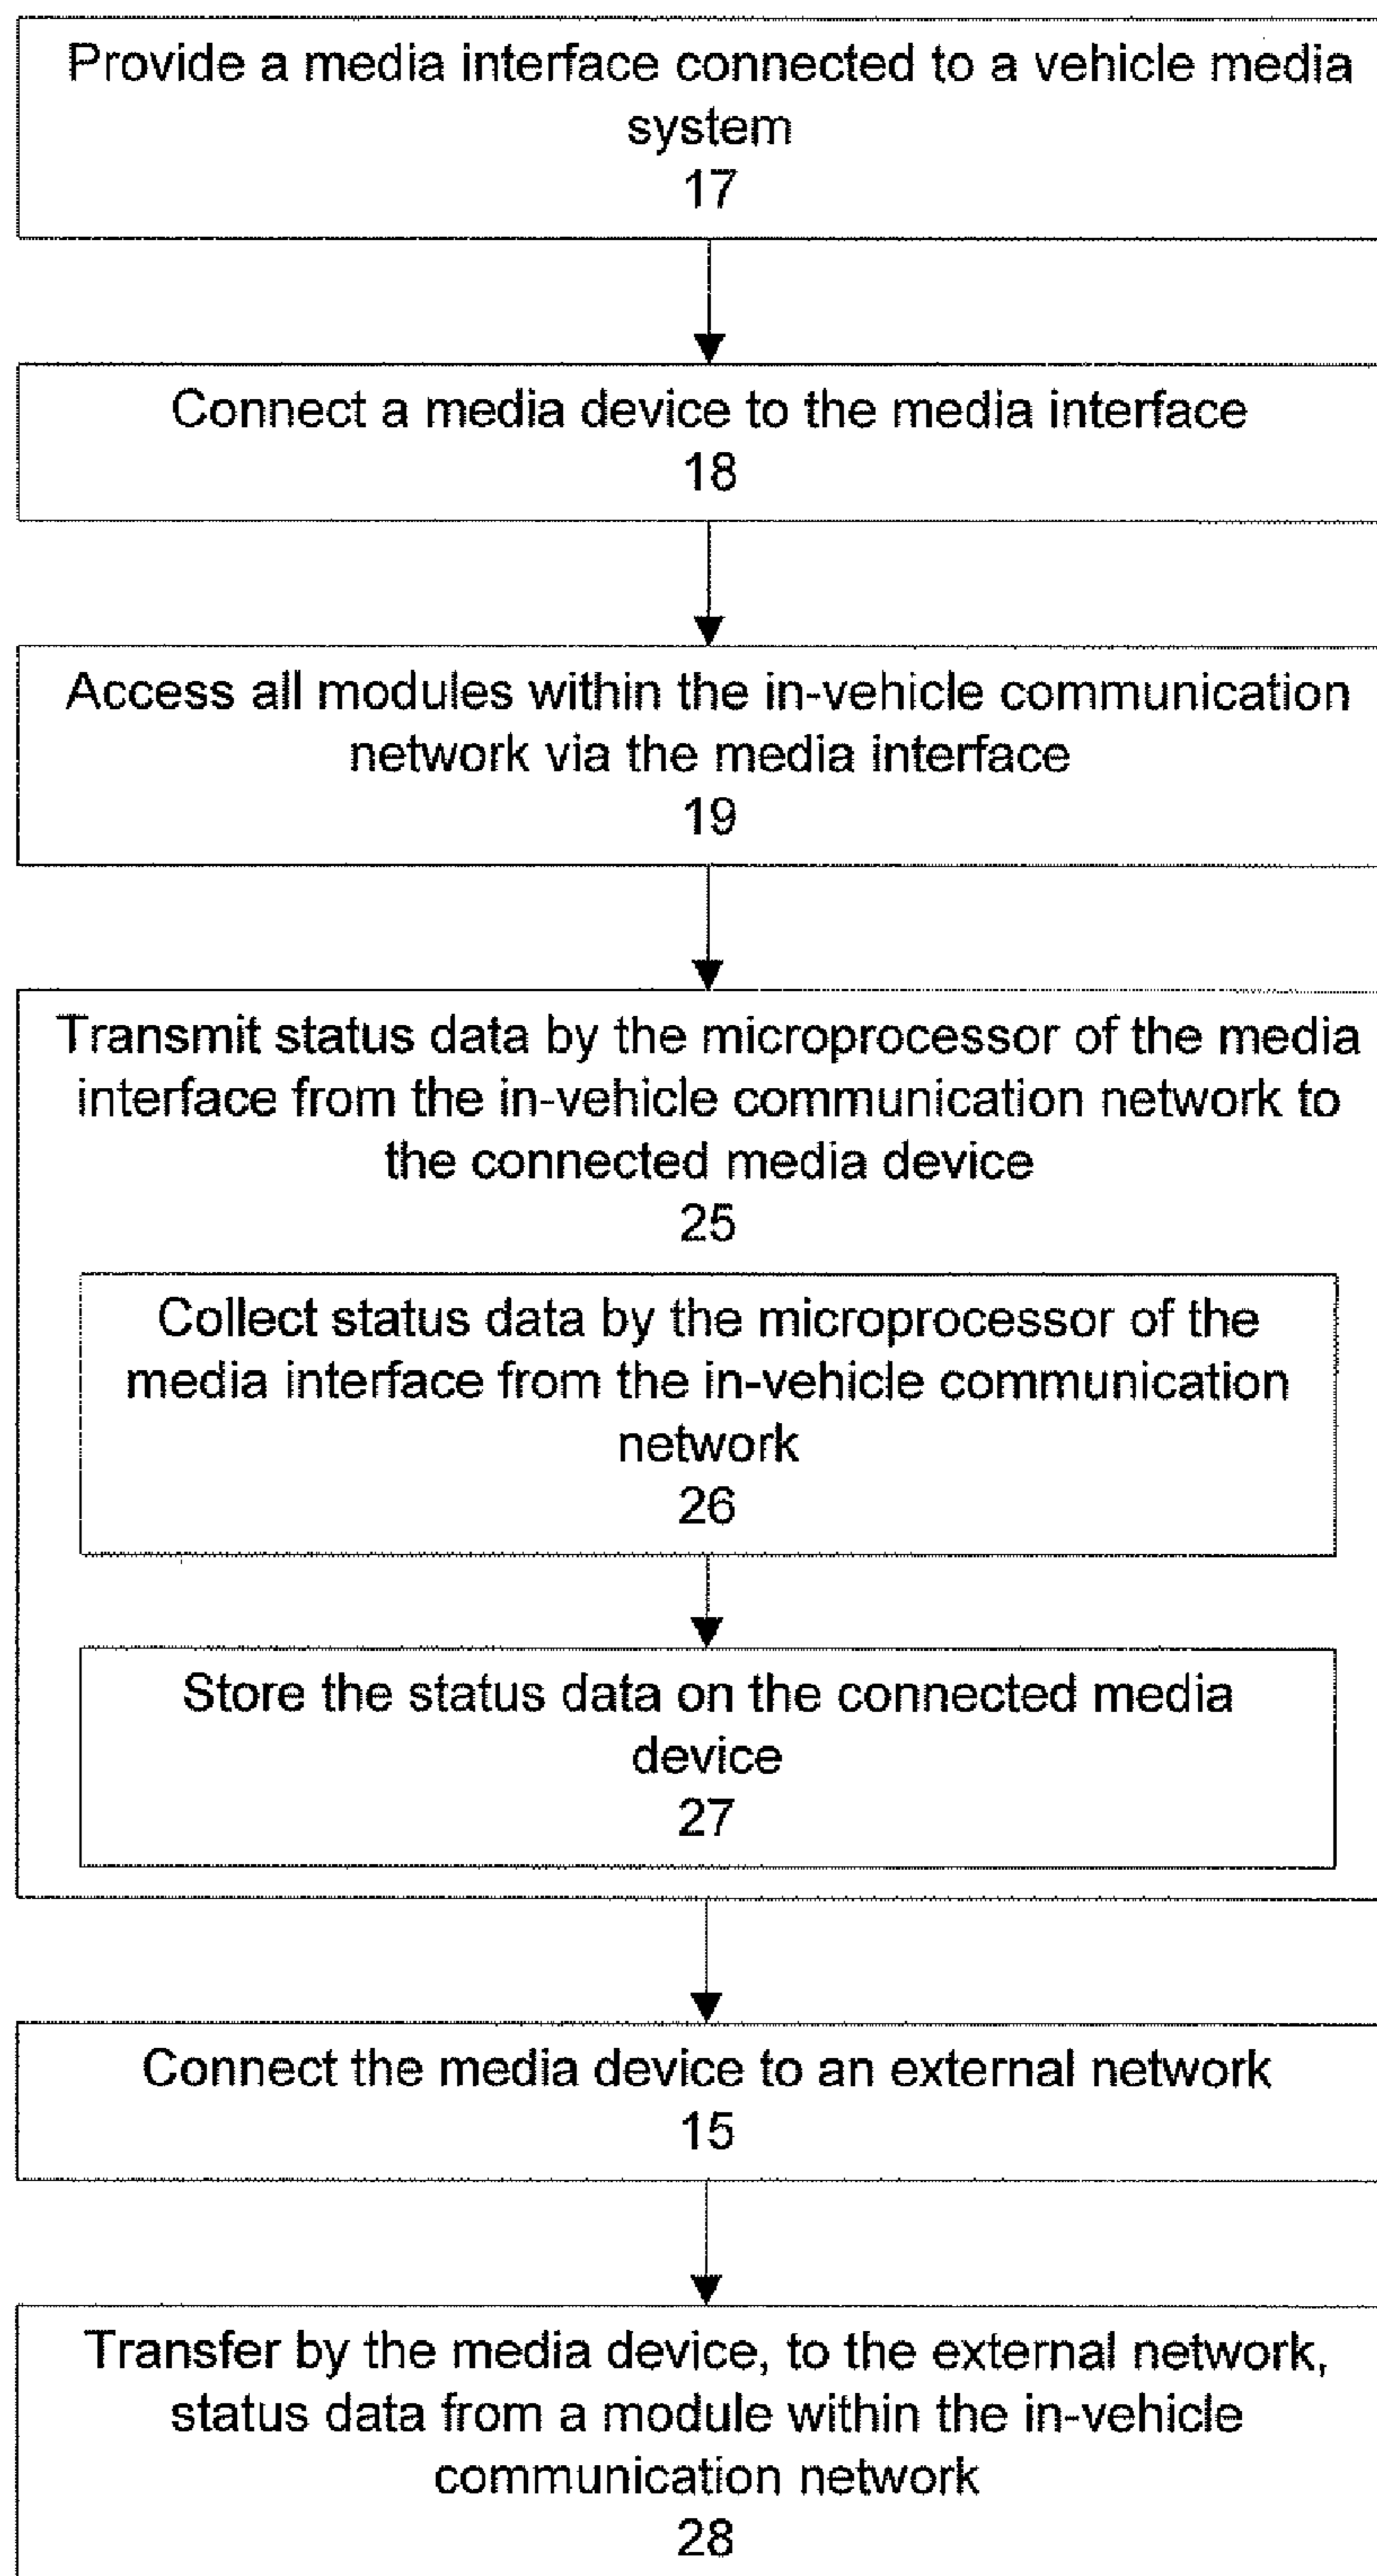 Provide a media interface connected to a vehicle media
system
17
Connect a media device to the media interface
18
Access all modules within the in-vehicle communication
network via the media interface
19
Transmit status data by the microprocessor of the media
interface from the in-vehicle communication network to
the connected media device
25
Collect status data by the microprocessor of the
media interface from the in-vehicle communication
network
26
Store the status data on the connected media
device
27
Connect the media device to an external network
15
Transfer by the media device, to the external network,
status data from a module within the in-vehicle
communication network
28